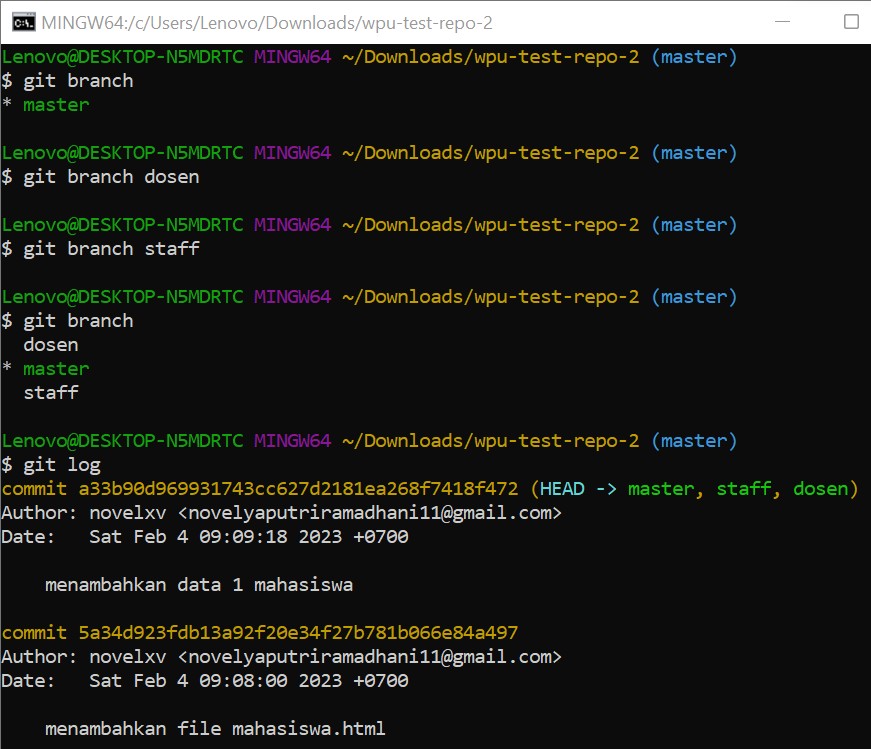 MINGW64:/c/Users/Lenovo/Downloads/wpu-test-repo-2
Lenovo@DESKTOP-N5MDRTC MINGW64 ~/Downloads/wpu-test-repo-2 (master)
$ git branch
* master
Lenovo@DESKTOP-N5MDRTC MINGW64 ~/Downloads/wpu-test-repo-2 (master)
$ git branch dosen
Lenovo@DESKTOP-N5MDRTC MINGW64 ~/Downloads/wpu-test-repo-2 (master)
$ git branch staff
Lenovo@DESKTOP-N5MDRTC MINGW64 ~/Downloads/wpu-test-repo-2 (master)
$ git branch
  dosen
* master
  staff
Lenovo@DESKTOP-N5MDRTC MINGW64 ~/Downloads/wpu-test-repo-2 (master)
$ git log
commit a33b90d969931743cc627d2181ea268f7418f472 (HEAD -> master, staff, dosen)
Author: novelxv <novelyaputriramadhani11@gmail.com>
Date:   Sat Feb 4 09:09:18 2023 +0700
    menambahkan data 1 mahasiswa
commit 5a34d923fdb13a92f20e34f27b781b066e84a497
Author: novelxv <novelyaputriramadhani11@gmail.com>
Date:   Sat Feb 4 09:08:00 2023 +0700
    menambahkan file mahasiswa.html